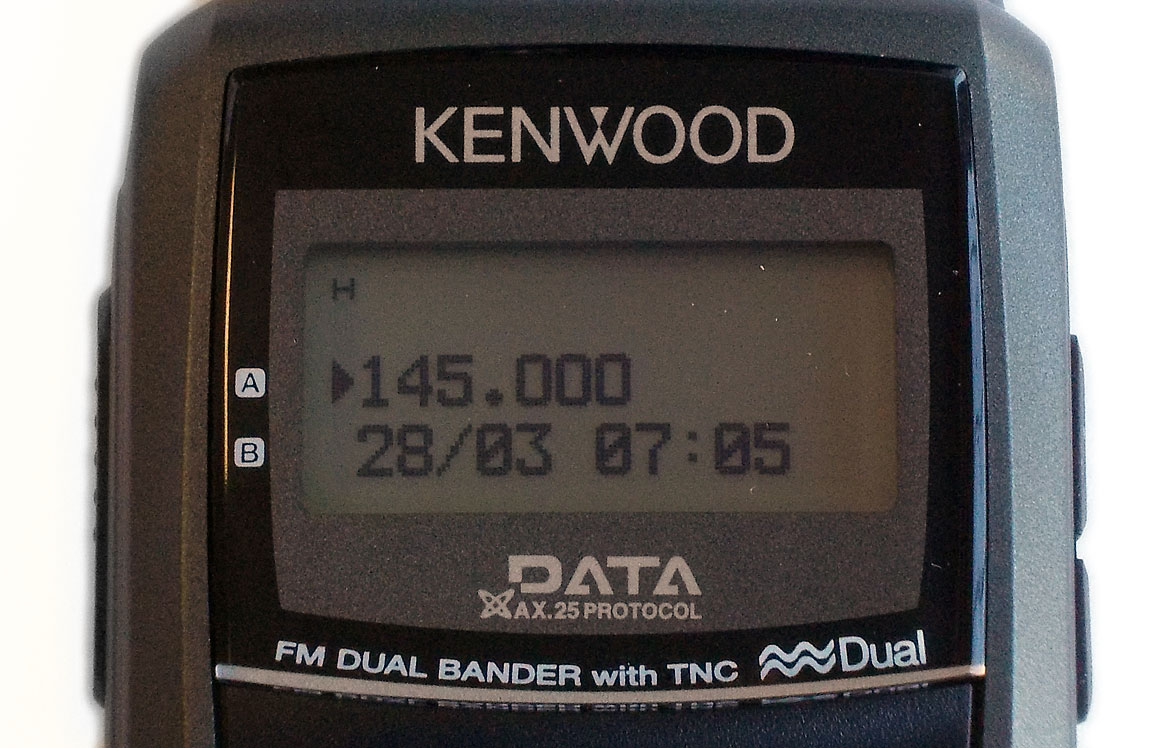 KENWOOD
H
A ▶145.000
B 28/03 07:05
DATA
AX.25 PROTOCOL
FM DUAL BANDER with TNC Dual